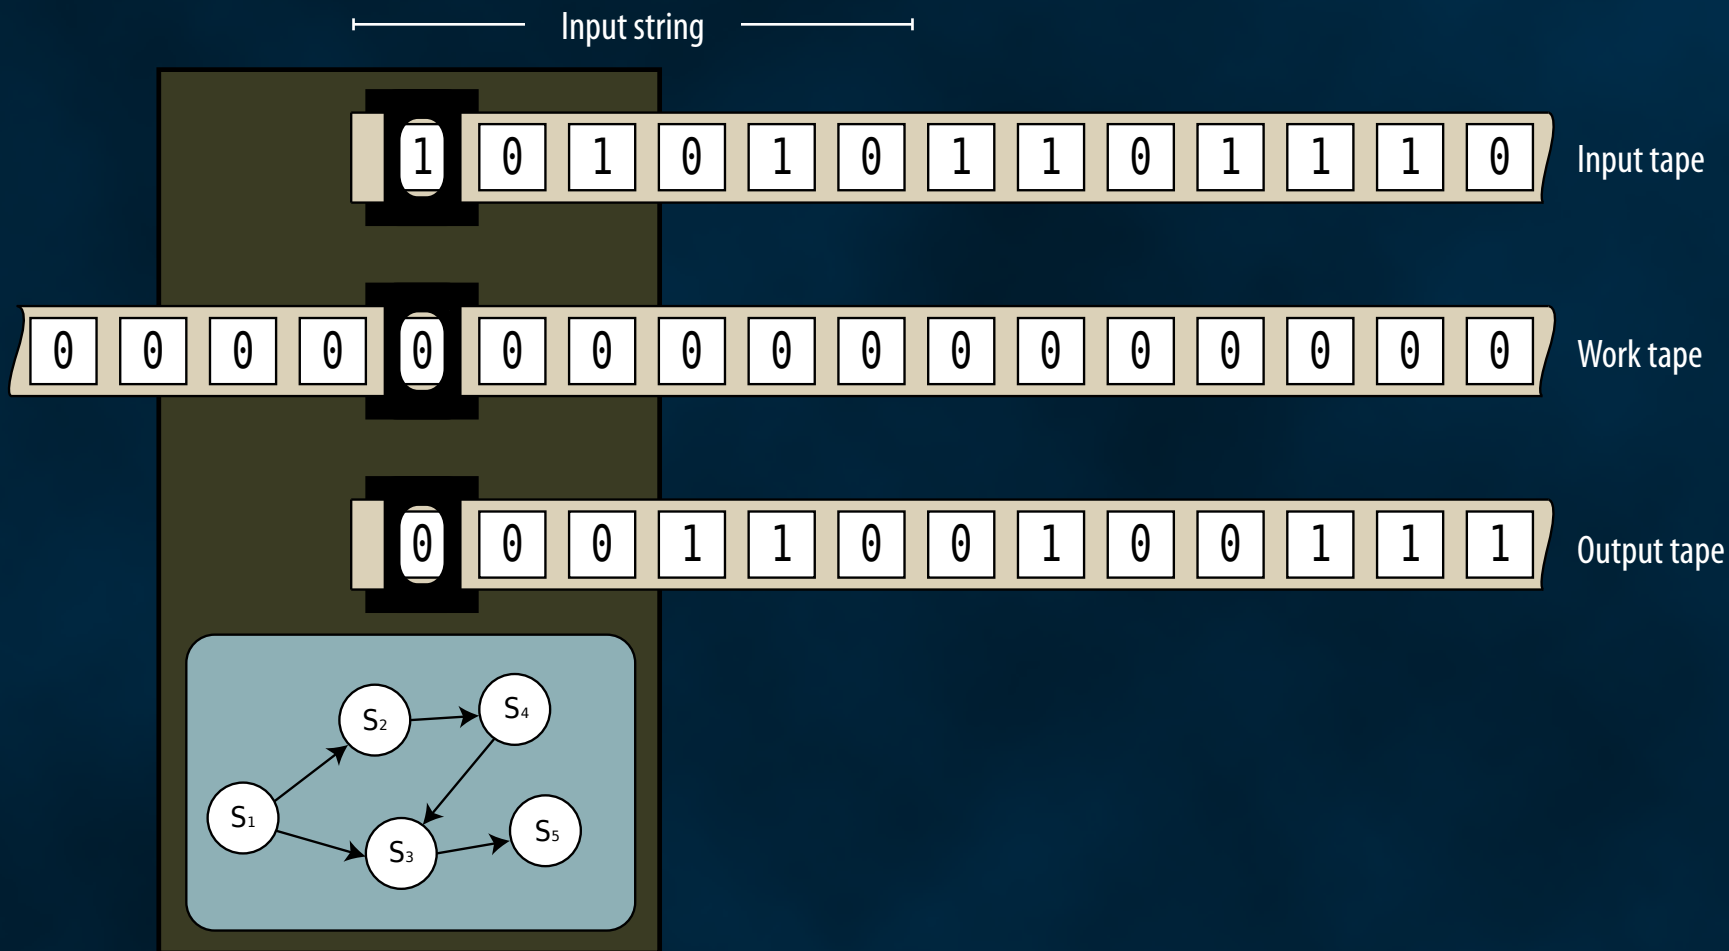 Input string
1 0 1 0 1 0 1 1 0 1 1 1 0 Input tape
0 0 0 0 0 0 0 0 0 0 0 0 0 0 0 0 0 Work tape
0 0 0 1 1 0 0 1 0 0 1 1 1 Output tape
S2 S4
S1 S3 S5